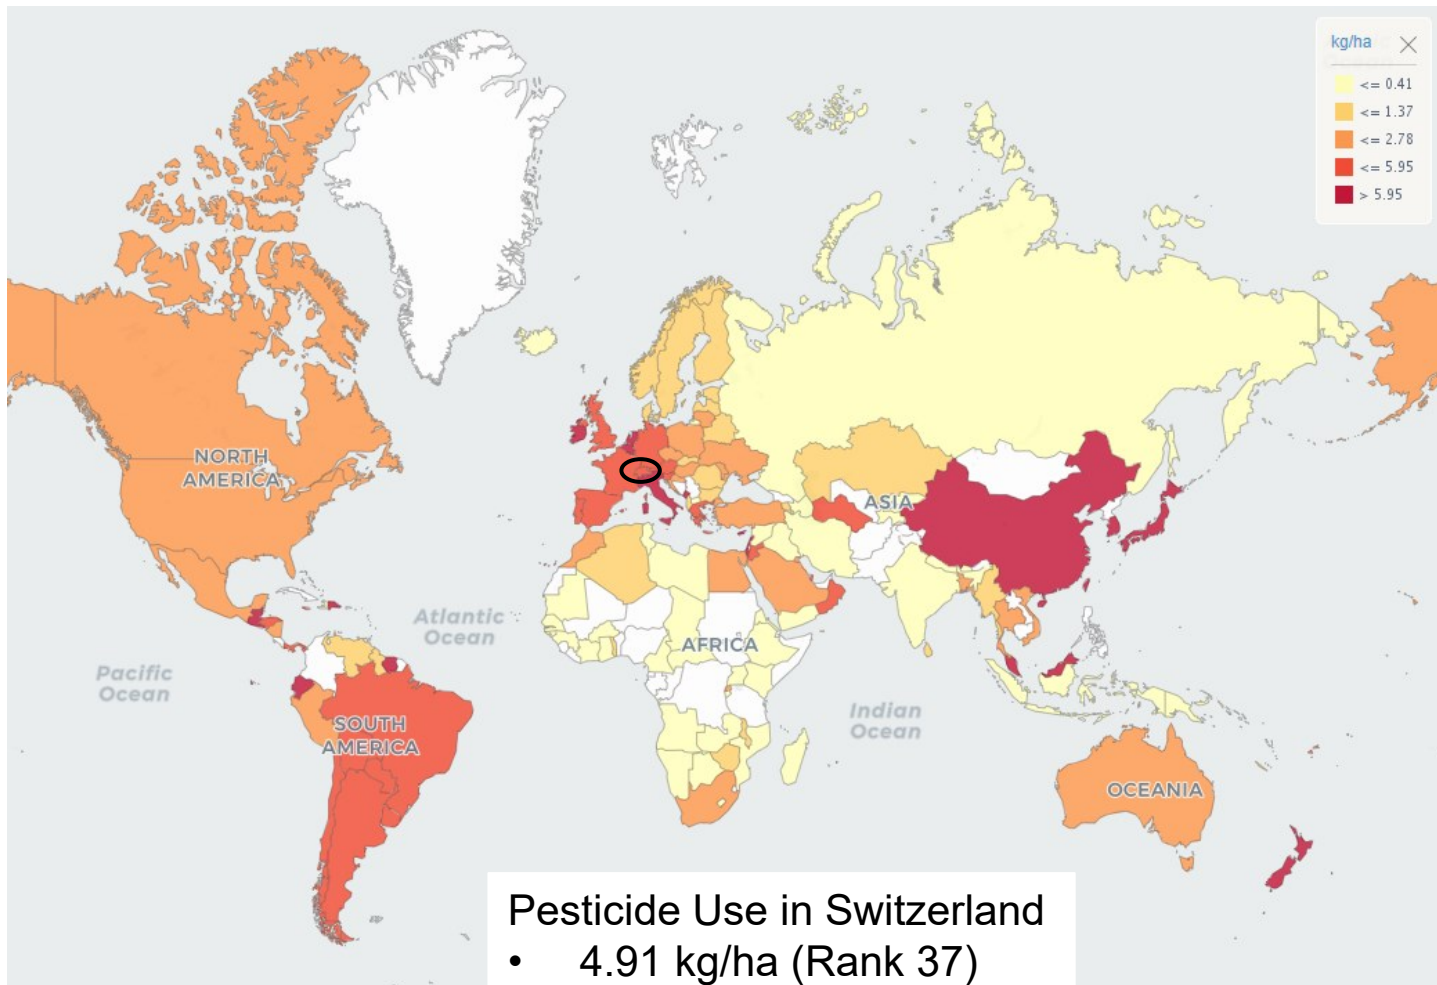 kg/ha
<= 0.41
<= 1.37
<= 2.78
<= 5.95
> 5.95
NORTH
AMERICA
ASIA
Atlantic
Ocean
AFRICA
Pacific
Ocean
SOUTH
AMERICA
Indian
Ocean
OCEANIA
Pesticide Use in Switzerland
• 4.91 kg/ha (Rank 37)